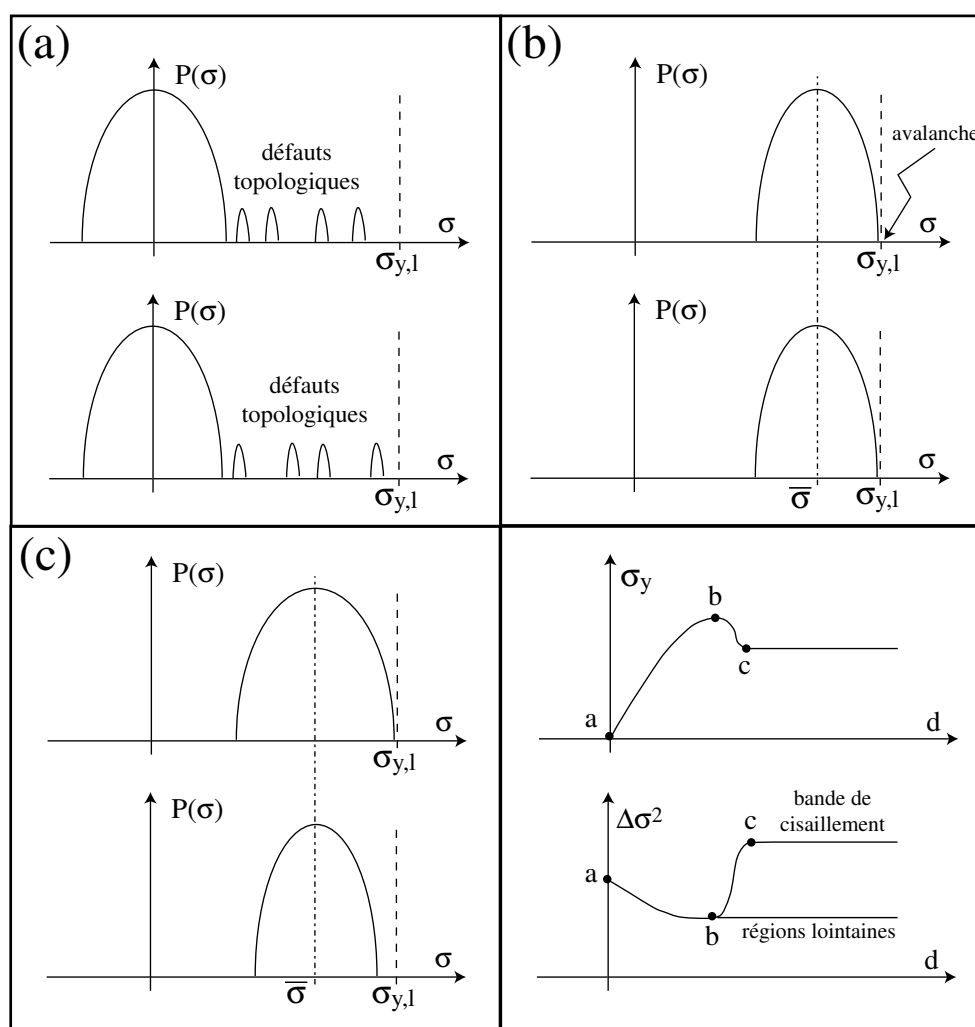 (a)
P(σ)
défauts
topologiques
σ
σy,l
P(σ)
défauts
topologiques
σ
σy,l
(b)
P(σ)
avalanche
σ
σy,l
P(σ)
σ
σ̅
σy,l
(c)
P(σ)
σ
σy,l
P(σ)
σ
σ̅
σy,l
σy
b
c
a
d
Δσ²
bande de
cisaillement
c
a
b
régions lointaines
d